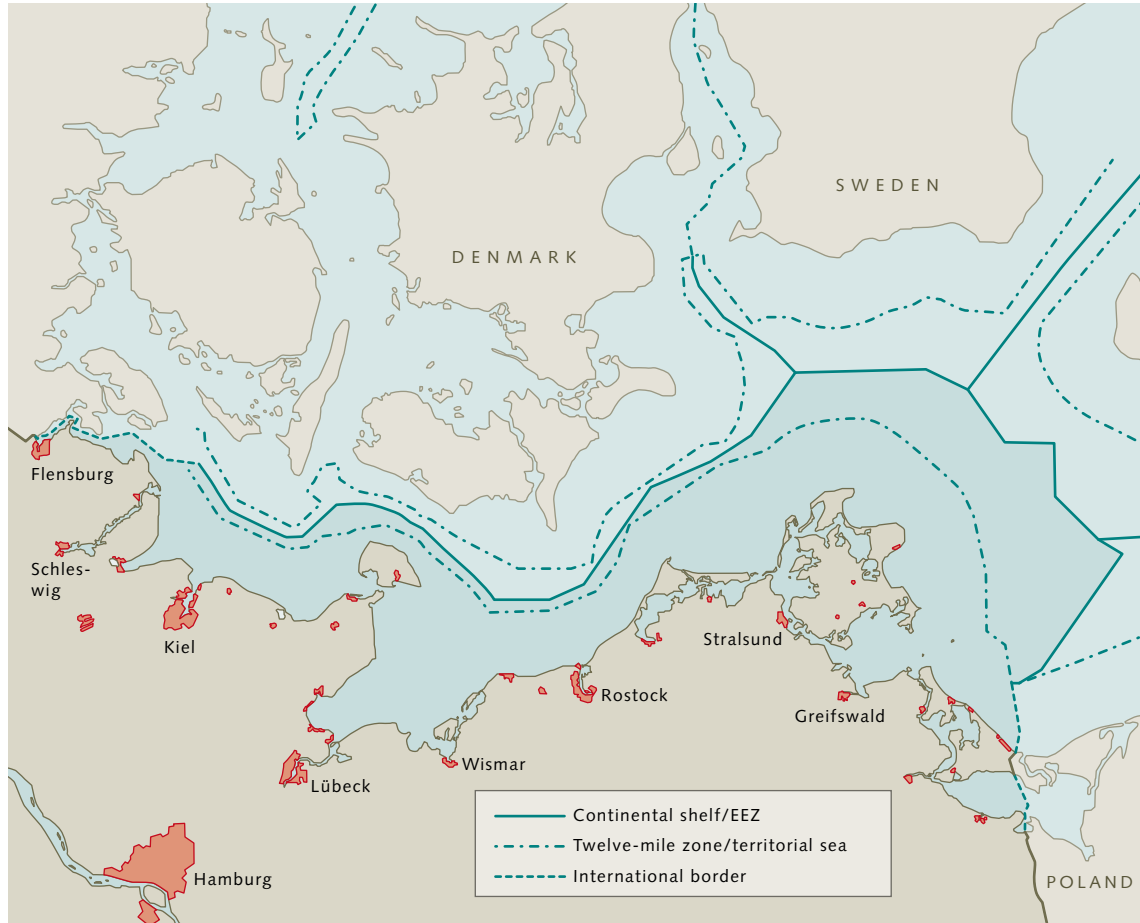 SWEDEN
DENMARK
Flensburg
Schles-
wig
Kiel
Stralsund
Rostock
Greifswald
Wismar
Lübeck
Continental shelf/EEZ
Twelve-mile zone/territorial sea
International border
Hamburg
POLAND